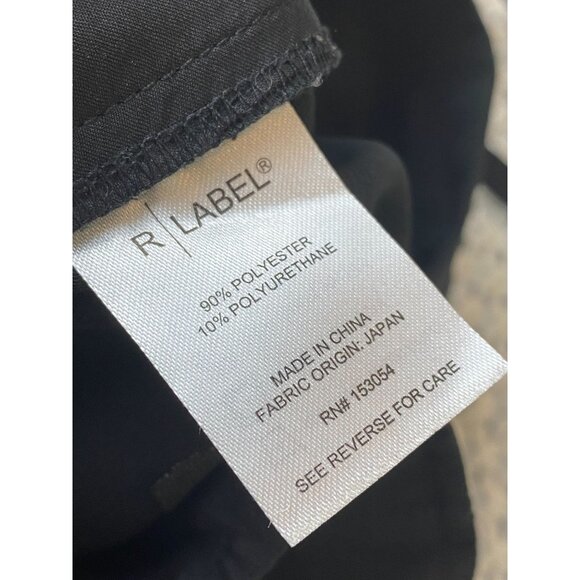 R | LABEL®
90% POLYESTER
10% POLYURETHANE
MADE IN CHINA
FABRIC ORIGIN: JAPAN
RN# 153054
SEE REVERSE FOR CARE